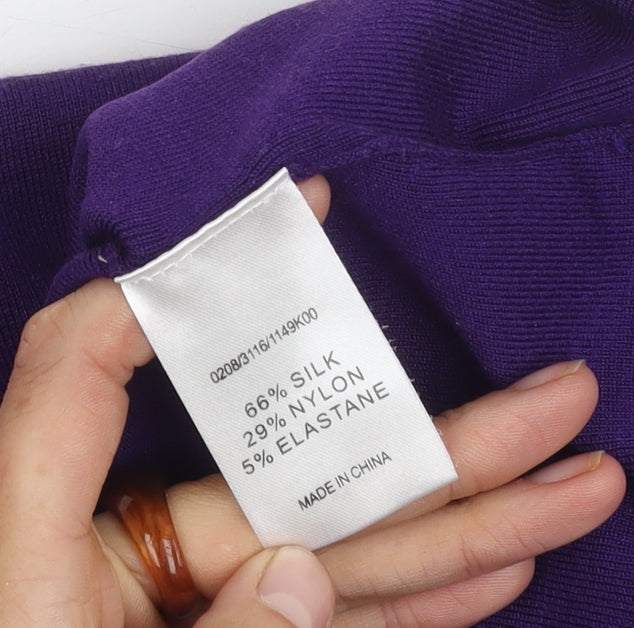 0208/3116/1149K00
66% SILK
29% NYLON
5% ELASTANE
MADE IN CHINA